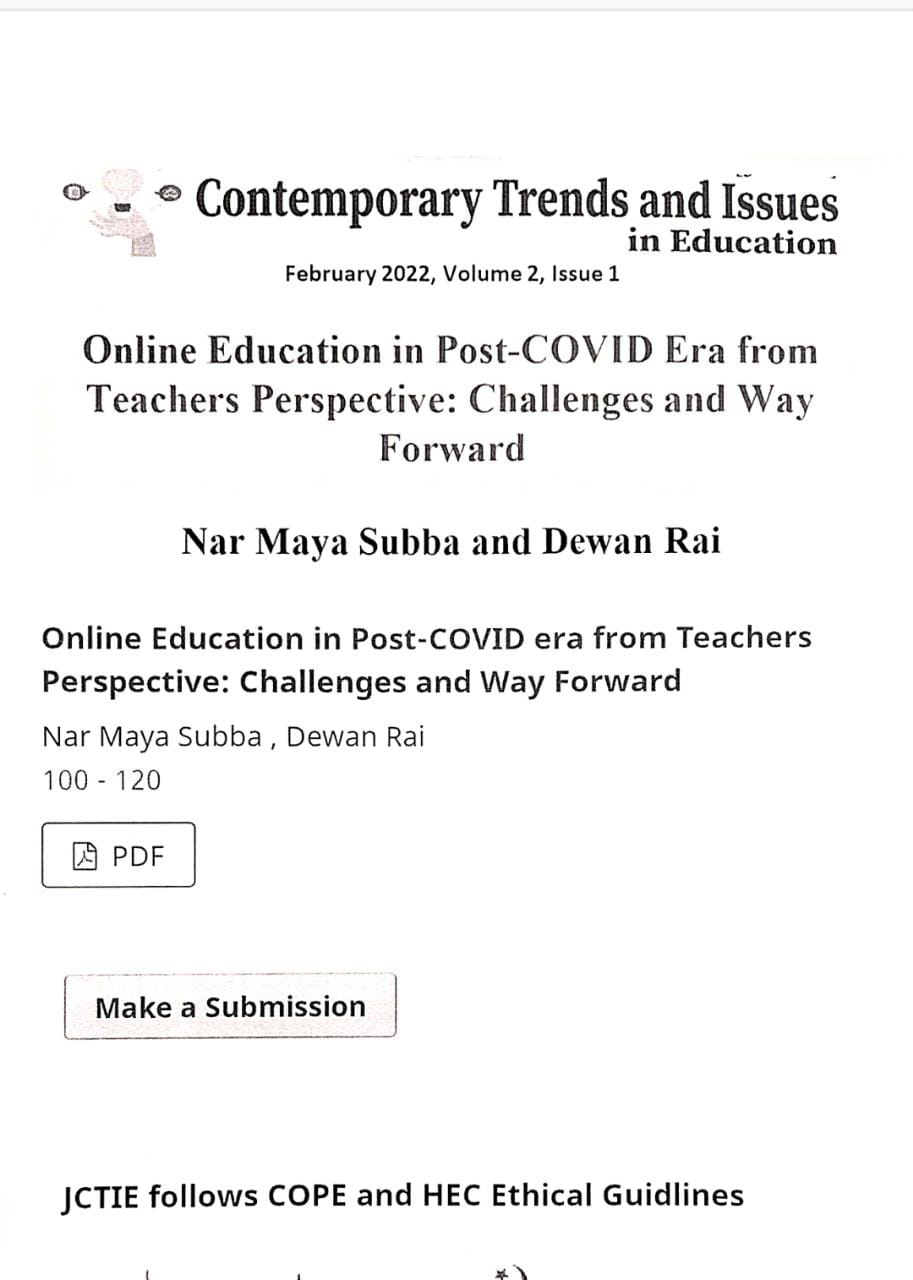 Contemporary Trends and Issues
in Education
February 2022, Volume 2, Issue 1
Online Education in Post-COVID Era from
Teachers Perspective: Challenges and Way
Forward
Nar Maya Subba and Dewan Rai
Online Education in Post-COVID era from Teachers
Perspective: Challenges and Way Forward
Nar Maya Subba , Dewan Rai
100 - 120
PDF
Make a Submission
JCTIE follows COPE and HEC Ethical Guidlines